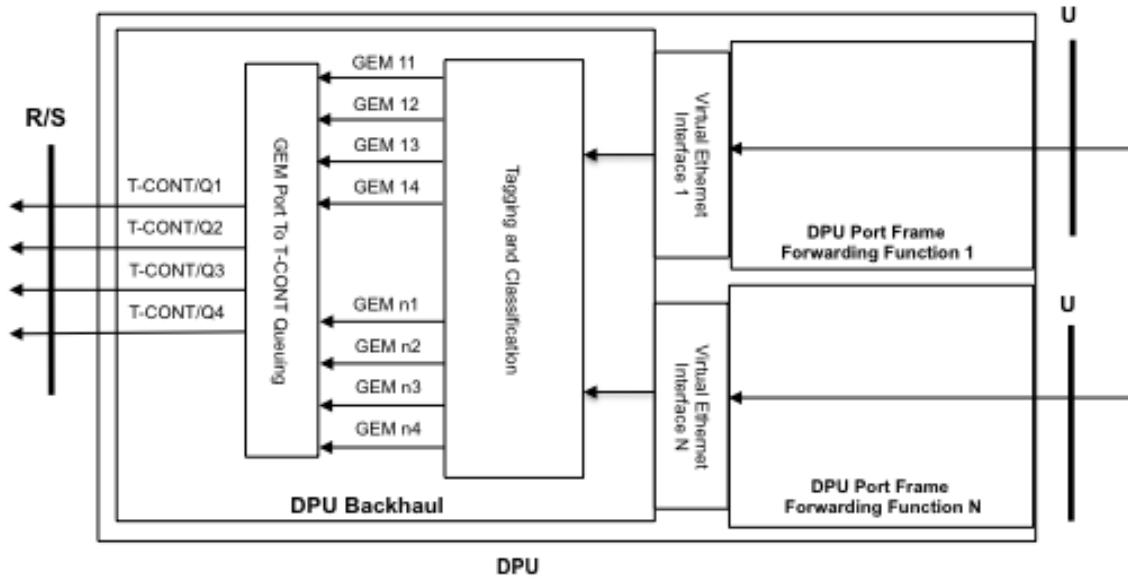 U
R/S
T-CONT/Q1
T-CONT/Q2
T-CONT/Q3
T-CONT/Q4
GEM Port To T-CONT Queuing
GEM 11
GEM 12
GEM 13
GEM 14
GEM n1
GEM n2
GEM n3
GEM n4
Tagging and Classification
Virtual Ethernet
Interface 1
DPU Port Frame
Forwarding Function 1
U
Virtual Ethernet
Interface N
DPU Port Frame
Forwarding Function N
DPU Backhaul
DPU